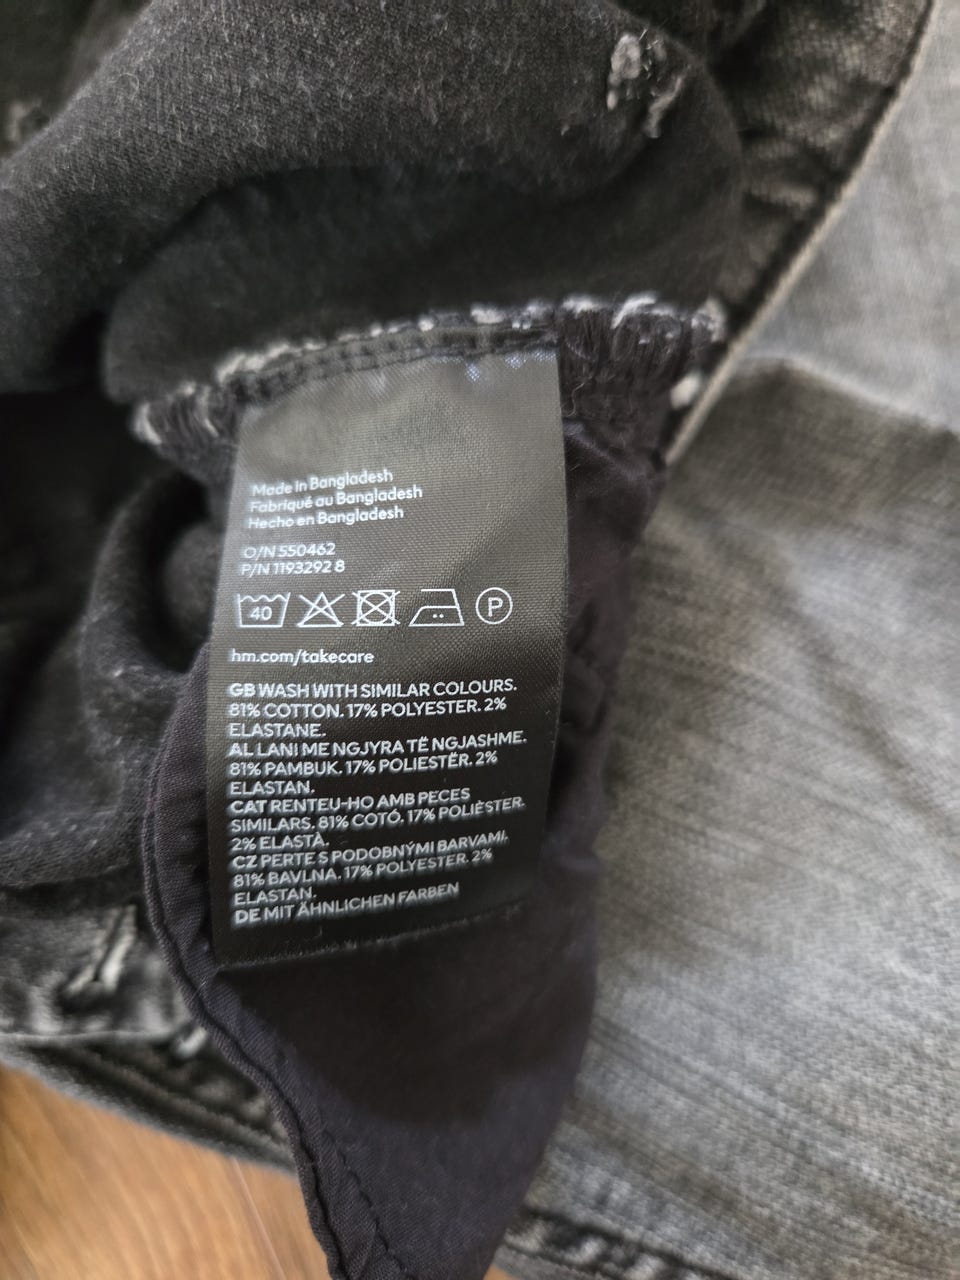 Made in Bangladesh
Fabriqué au Bangladesh
Hecho en Bangladesh
O/N 550462
P/N 1193292 8
40 P
hm.com/takecare
GB WASH WITH SIMILAR COLOURS.
81% COTTON. 17% POLYESTER. 2%
ELASTANE.
AL LANI ME NGJYRA TË NGJASHME.
81% PAMBUK. 17% POLIESTËR. 2%
ELASTAN.
CAT RENTEU-HO AMB PECES
SIMILARS. 81% COTÓ. 17% POLIÈSTER.
2% ELASTÀ.
CZ PERTE S PODOBNÝMI BARVAMI.
81% BAVLNA. 17% POLYESTER. 2%
ELASTAN.
DE MIT ÄHNLICHEN FARBEN